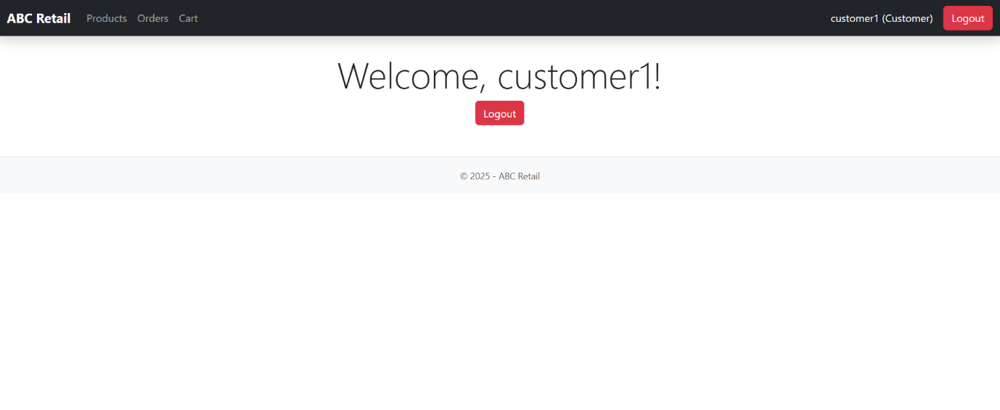 ABC Retail Products Orders Cart customer1 (Customer) Logout
Welcome, customer1!
Logout
© 2025 - ABC Retail